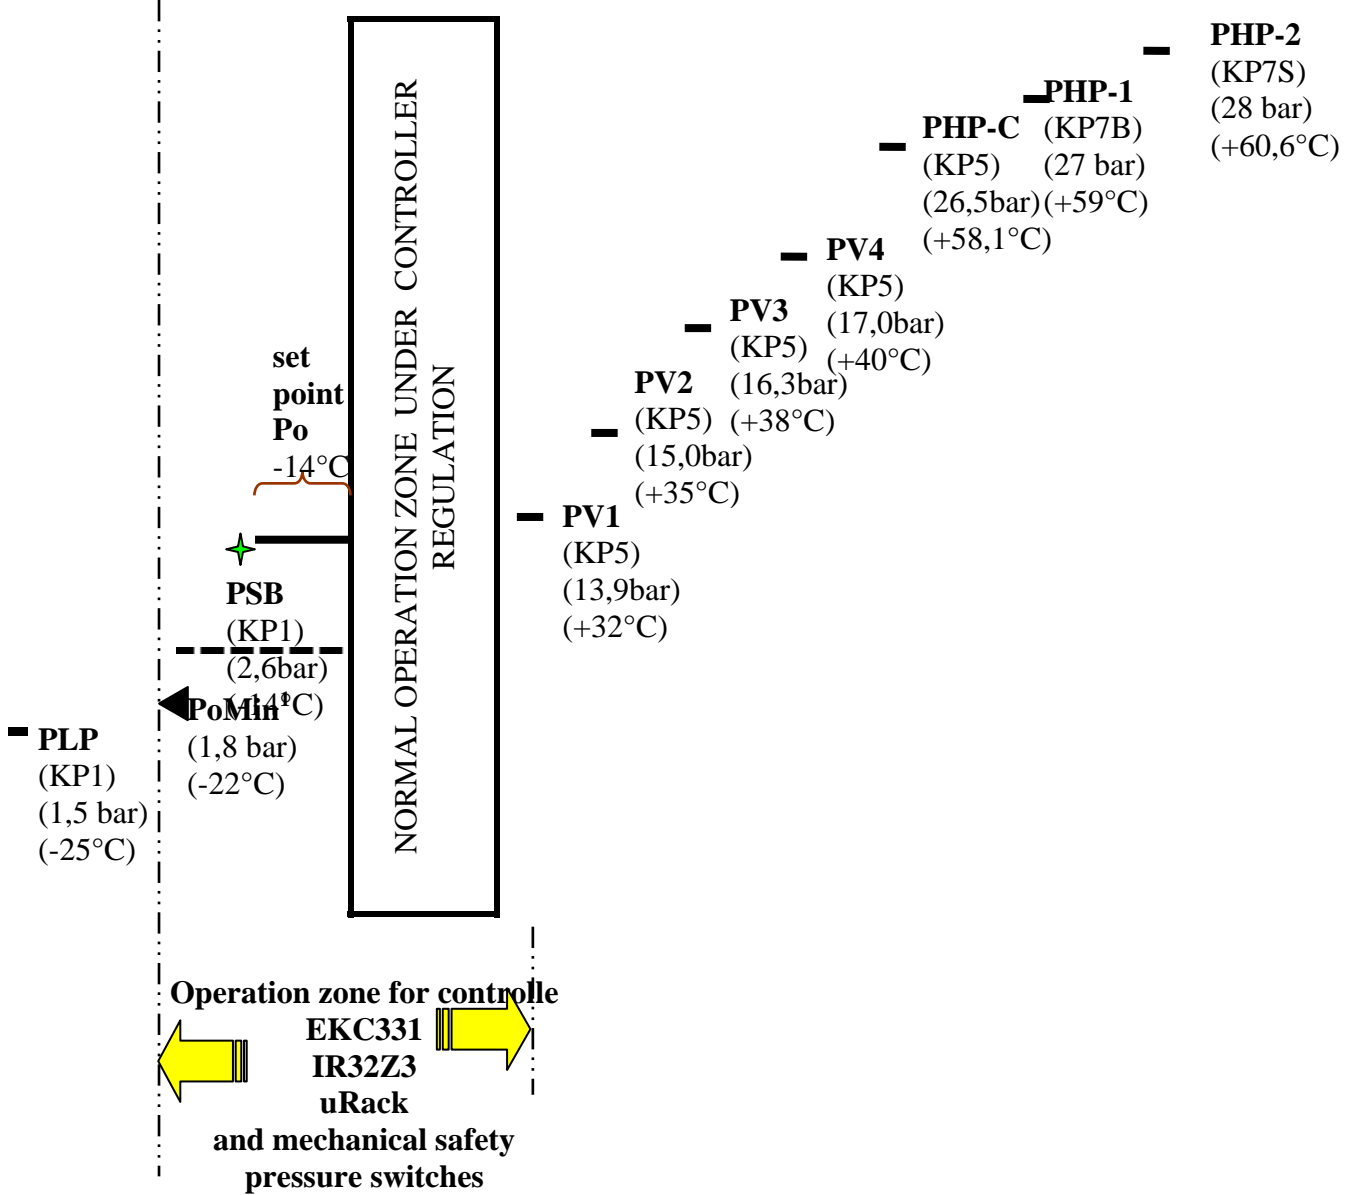 PHP-2
(KP7S)
(28 bar)
(+60,6°C)
PHP-1
(KP7B)
(27 bar)
(+59°C)
PHP-C
(KP5)
(26,5bar)
(+58,1°C)
PV4
(KP5)
(17,0bar)
(+40°C)
PV3
(KP5)
(16,3bar)
(+38°C)
PV2
(KP5)
(15,0bar)
(+35°C)
PV1
(KP5)
(13,9bar)
(+32°C)
NORMAL OPERATION ZONE UNDER CONTROLLER
REGULATION
set
point
Po
-14°C
PSB
(KP1)
(2,6bar)
(-14°C)
PoMin¹
(1,8 bar)
(-22°C)
PLP
(KP1)
(1,5 bar)
(-25°C)
Operation zone for controlle
EKC331
IR32Z3
uRack
and mechanical safety
pressure switches